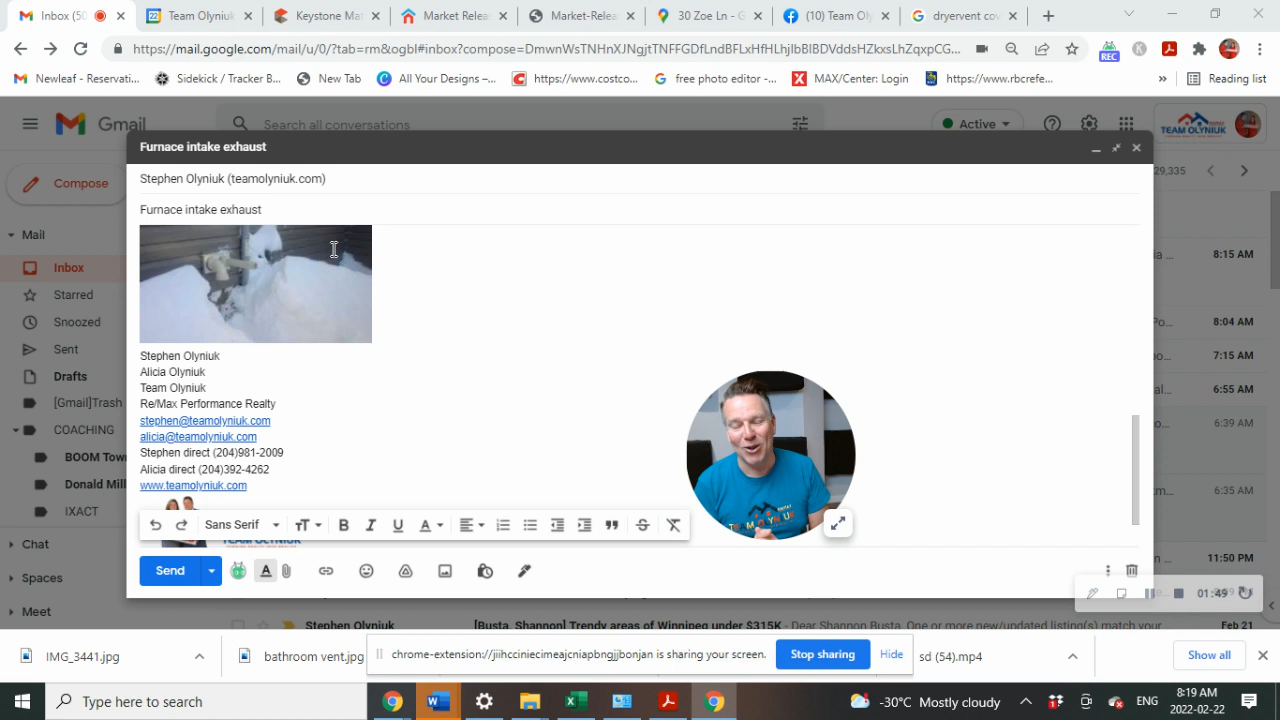 Inbox (50
Team Olyniuk
Keystone Ma
Market Relea
Market-Relea
30 Zoe Ln - G
(10) Team Oly
dryervent cov
https://mail.google.com/mail/u/0/?tab=rm&ogbl#inbox?compose=DmwnWsTNHnXJNgjtTNFFGDfLndBFLxHfHLhjlbBlBDVddsHZkxsLhZqxpCG...
REC
Newleaf - Reservati...
Sidekick / Tracker B...
New Tab
All Your Designs –...
https://www.costco...
free photo editor -...
MAX/Center: Login
https://www.rbcrefe...
Reading list
Gmail
Search all conversations
Active
TEAM OLYNIUK
Compose
29,335
Furnace intake exhaust
Stephen Olyniuk (teamolyniuk.com)
Furnace intake exhaust
Mail
Inbox
Starred
Snoozed
Sent
Drafts
[Gmail]Trash
COACHING
BOOM Town
Donald Mill
IXACT
Chat
Spaces
Meet
8:15 AM
8:04 AM
7:15 AM
6:55 AM
6:39 AM
6:35 AM
11:50 PM
Stephen Olyniuk
Alicia Olyniuk
Team Olyniuk
Re/Max Performance Realty
stephen@teamolyniuk.com
alicia@teamolyniuk.com
Stephen direct (204)981-2009
Alicia direct (204)392-4262
www.teamolyniuk.com
TEAM OLYNIUK
Sans Serif
Send
01:49
Stephen Olyniuk
[Busta, Shannon] Trendy areas of Winnipeg under $315K - Dear Shannon Busta, One or more new/updated listing(s) match your
Feb 21
IMG_3441.jpg
bathroom vent.jpg
chrome-extension://jiihcciniecimeajcniapbngjjbonjan is sharing your screen.
Stop sharing
Hide
sd (54).mp4
Show all
Type here to search
-30°C Mostly cloudy
ENG
8:19 AM
2022-02-22